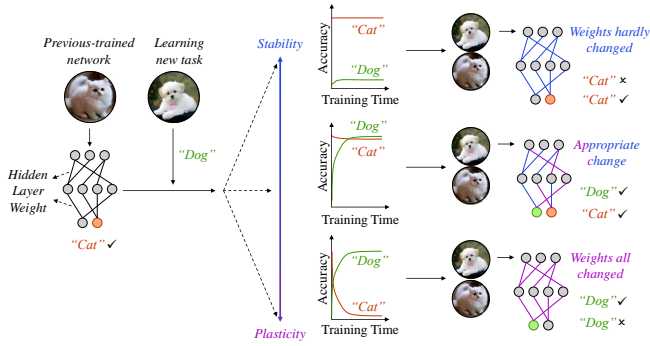 Previous-trained
network
Learning
new task
"Dog"
Hidden
Layer
Weight
"Cat" ✓
Stability
Plasticity
Accuracy
"Cat"
"Dog"
Training Time
Weights hardly
changed
"Cat" ×
"Cat" ✓
Accuracy
"Dog"
"Cat"
Training Time
Appropriate
change
"Dog" ✓
"Cat" ✓
Accuracy
"Dog"
"Cat"
Training Time
Weights all
changed
"Dog" ✓
"Dog" ×